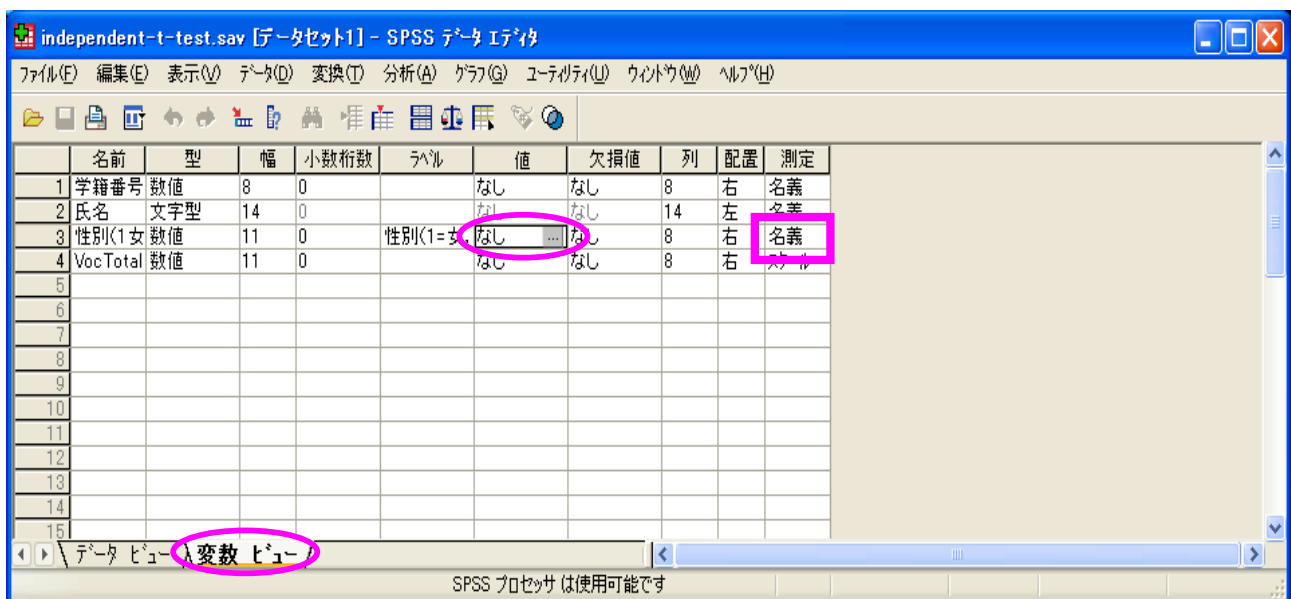 independent-t-test.sav [データセット1] - SPSS データ エディタ
ファイル(F) 編集(E) 表示(V) データ(D) 変換(T) 分析(A) グラフ(G) ユーティリティ(U) ウィンドウ(W) ヘルプ(H)
名前 型 幅 小数桁数 ラベル 値 欠損値 列 配置 測定
1 学籍番号 数値 8 0 なし なし 8 右 名義
2 氏名 文字型 14 0 なし なし 14 左 名義
3 性別(1女 数値 11 0 性別(1=女, なし ... なし 8 右 名義
4 VocTotal 数値 11 0 なし なし 8 右 スケール
5
6
7
8
9
10
11
12
13
14
15
データ ビュー 変数 ビュー
SPSS プロセッサ は使用可能です